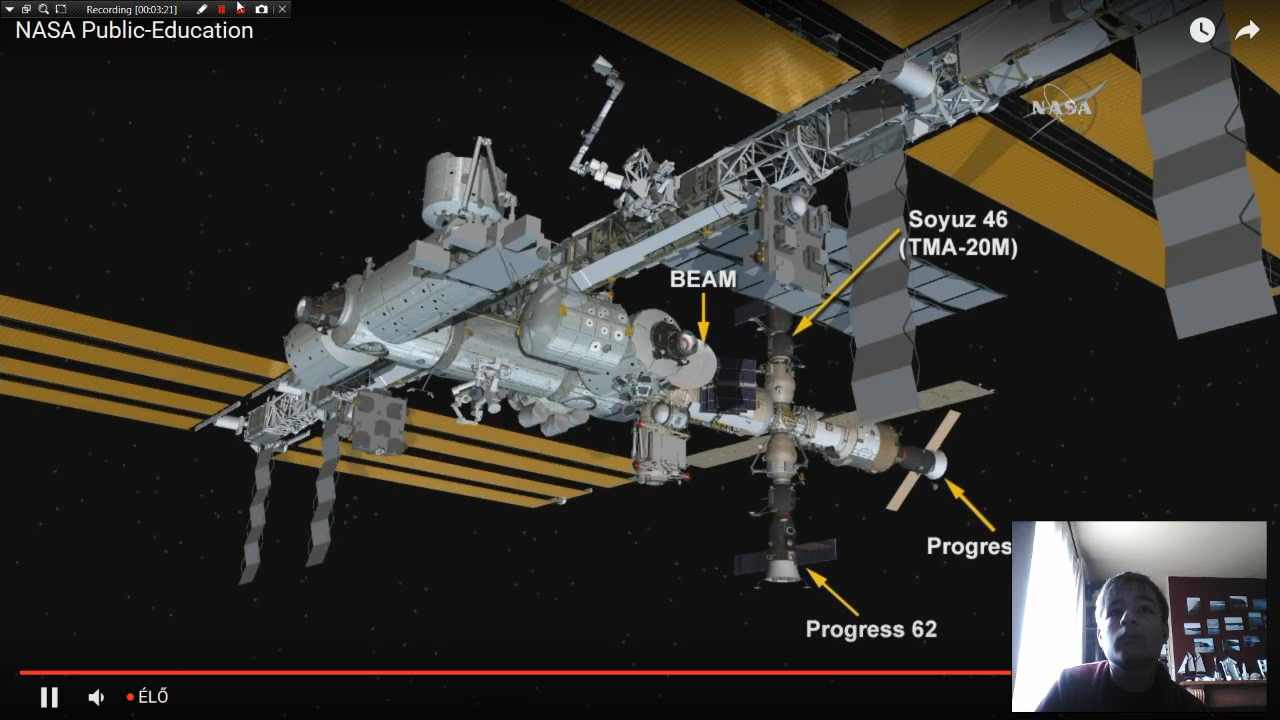 Recording [00:03:21]
NASA Public-Education
NASA
Soyuz 46
(TMA-20M)
BEAM
Progres
Progress 62
ÉLŐ